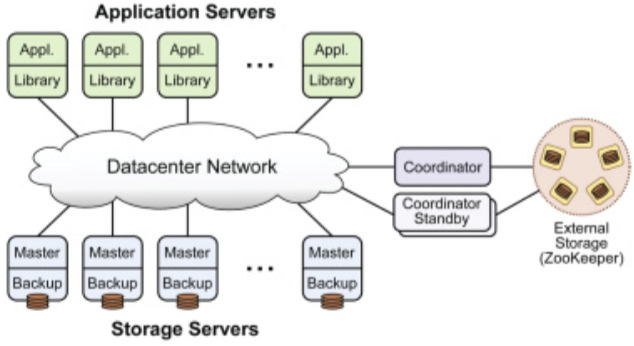 Application Servers
Appl.
Library
Appl.
Library
Appl.
Library
...
Appl.
Library
Datacenter Network
Coordinator
Coordinator
Standby
External
Storage
(ZooKeeper)
Master
Backup
Master
Backup
Master
Backup
...
Master
Backup
Storage Servers